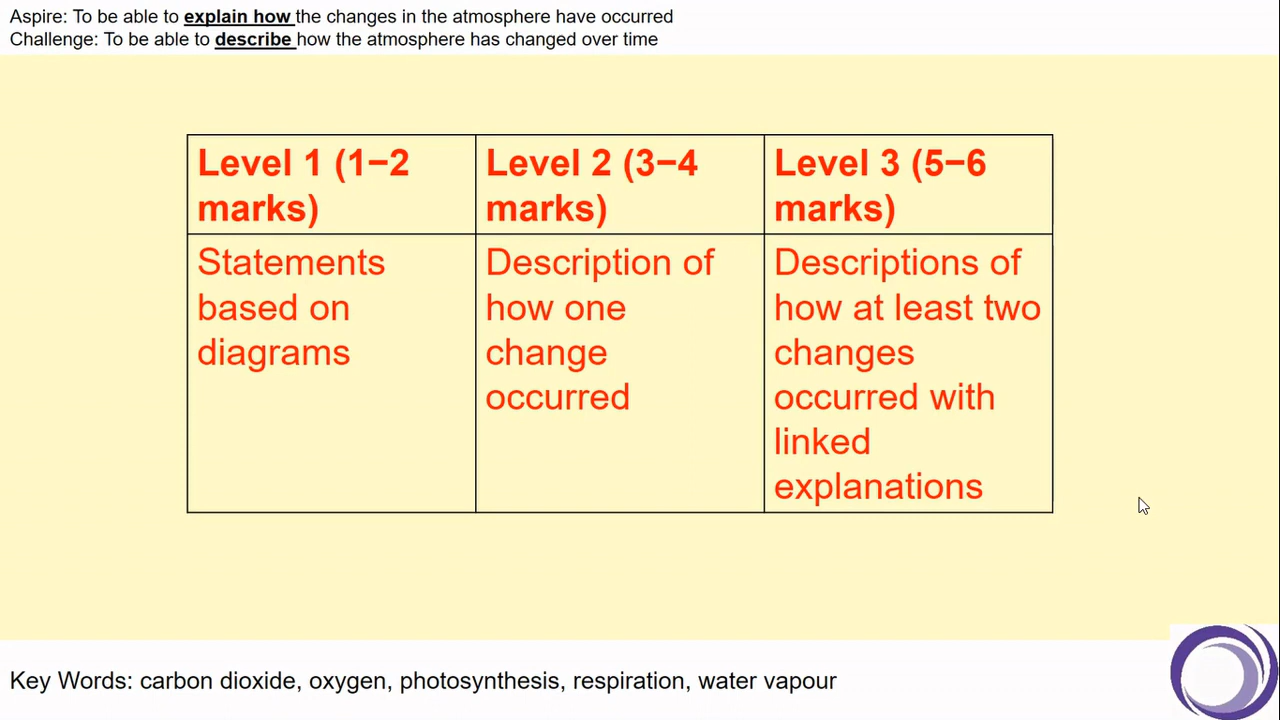 Aspire: To be able to explain how the changes in the atmosphere have occurred
Challenge: To be able to describe how the atmosphere has changed over time
Level 1 (1−2
marks)
Level 2 (3−4
marks)
Level 3 (5−6
marks)
Statements
based on
diagrams
Description of
how one
change
occurred
Descriptions of
how at least two
changes
occurred with
linked
explanations
Key Words: carbon dioxide, oxygen, photosynthesis, respiration, water vapour